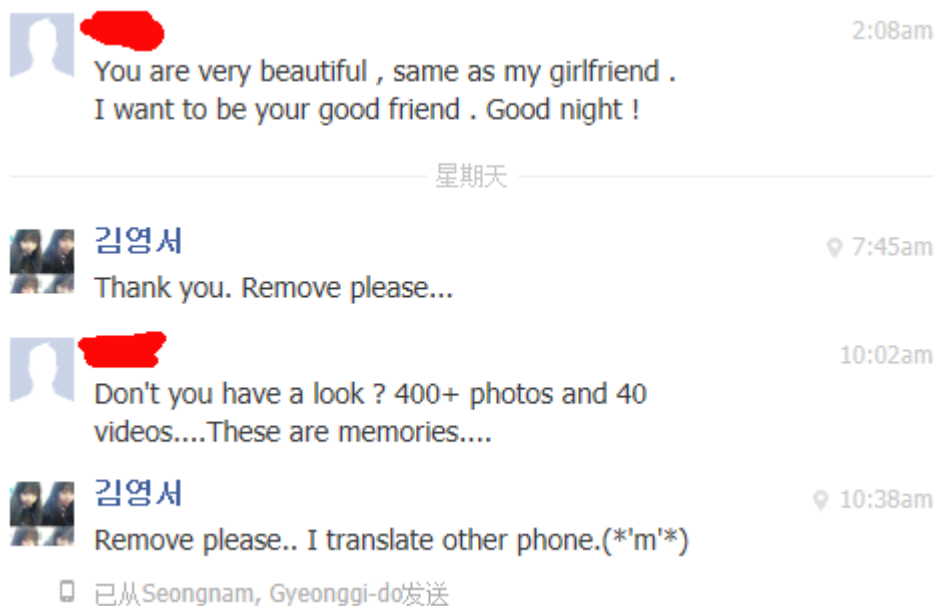 2:08am
You are very beautiful , same as my girlfriend .
I want to be your good friend . Good night !
星期天
김영서
7:45am
Thank you. Remove please...
10:02am
Don't you have a look ? 400+ photos and 40
videos....These are memories....
김영서
10:38am
Remove please.. I translate other phone.(*'m'*)
已从Seongnam, Gyeonggi-do发送